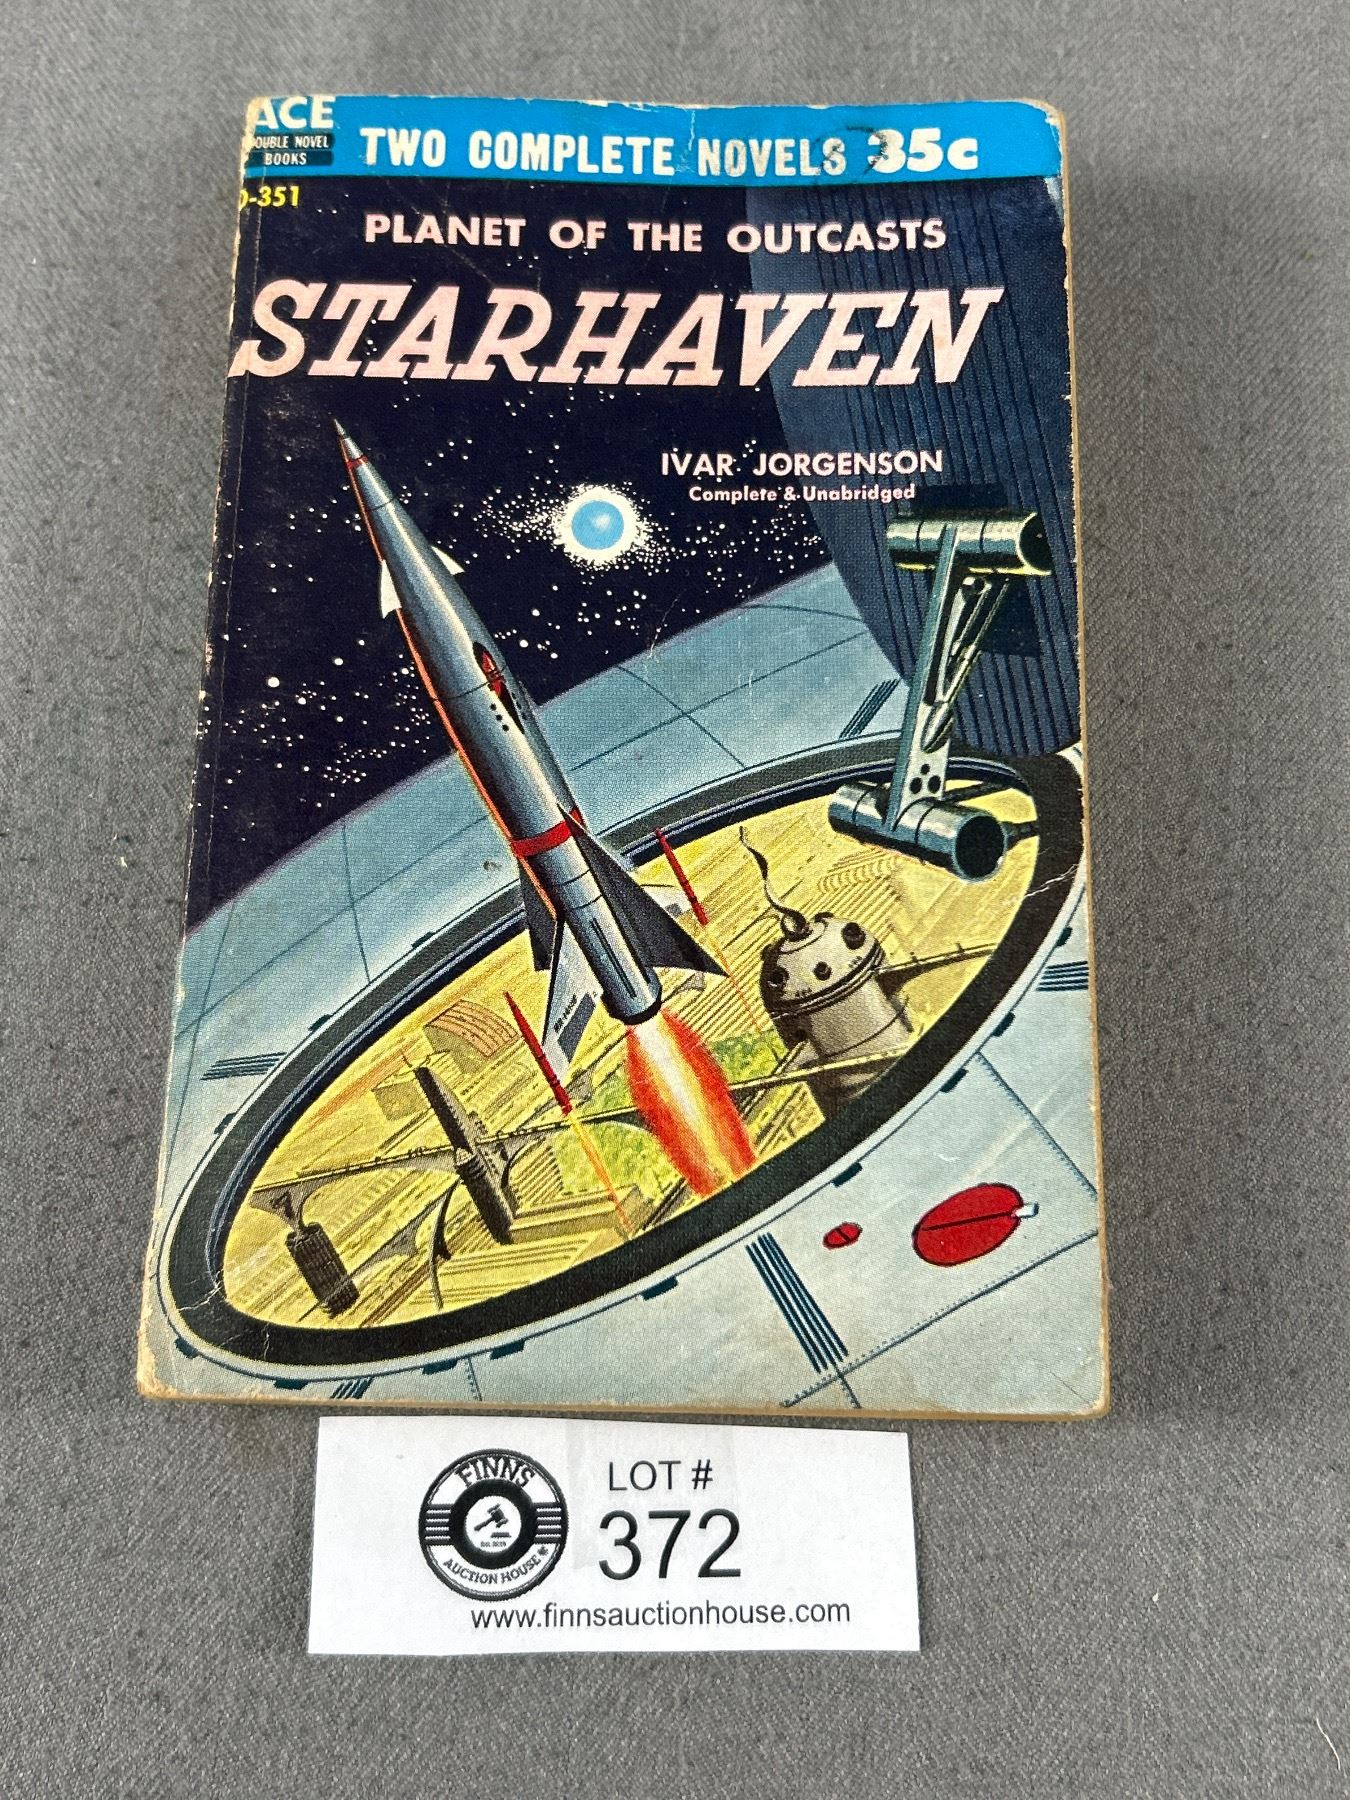 ACE
DOUBLE NOVEL
BOOKS
TWO COMPLETE NOVELS 35c
D-351
PLANET OF THE OUTCASTS
STARHAVEN
IVAR JORGENSON
Complete & Unabridged
FINNS
AUCTION HOUSE
LOT #
372
www.finnsauctionhouse.com